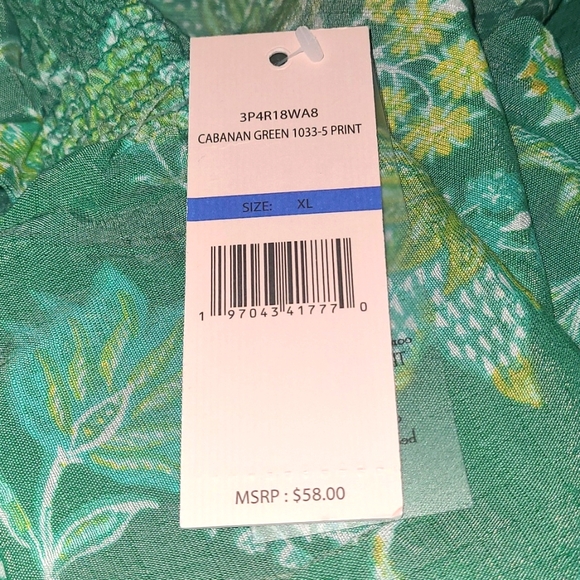 3P4R18WA8
CABANAN GREEN 1033-5 PRINT
SIZE: XL
1 97043 41777 0
MSRP : $58.00